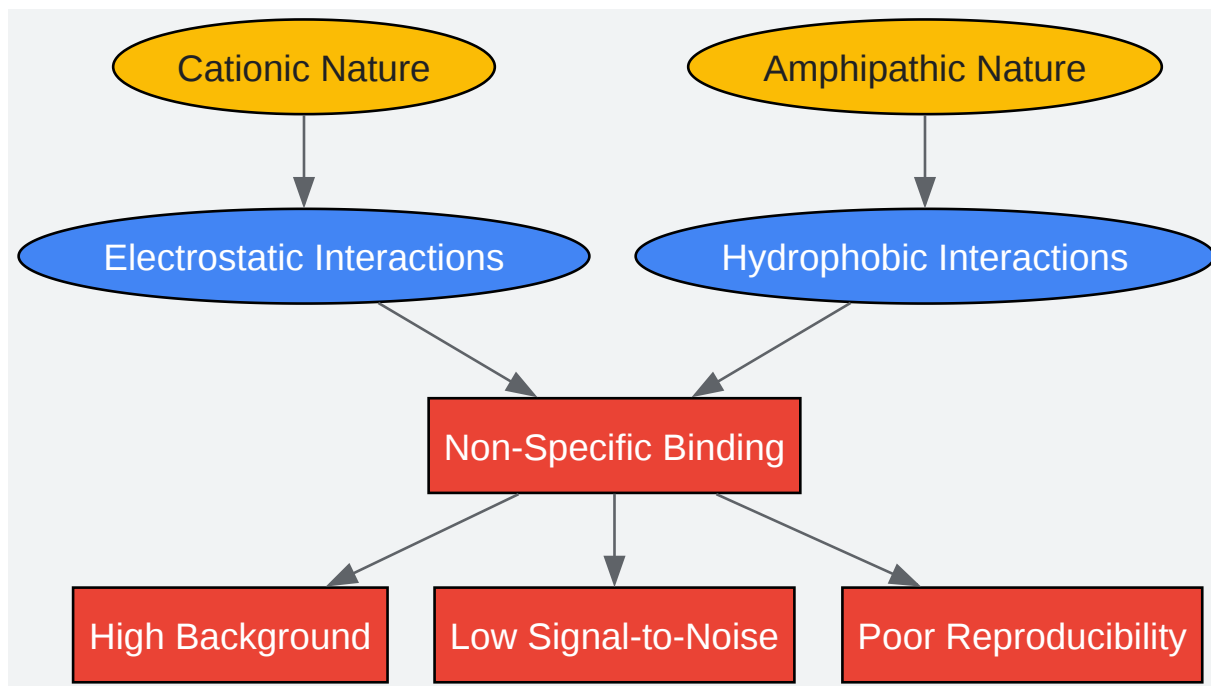 Cationic Nature
Amphipathic Nature
Electrostatic Interactions
Hydrophobic Interactions
Non-Specific Binding
High Background
Low Signal-to-Noise
Poor Reproducibility